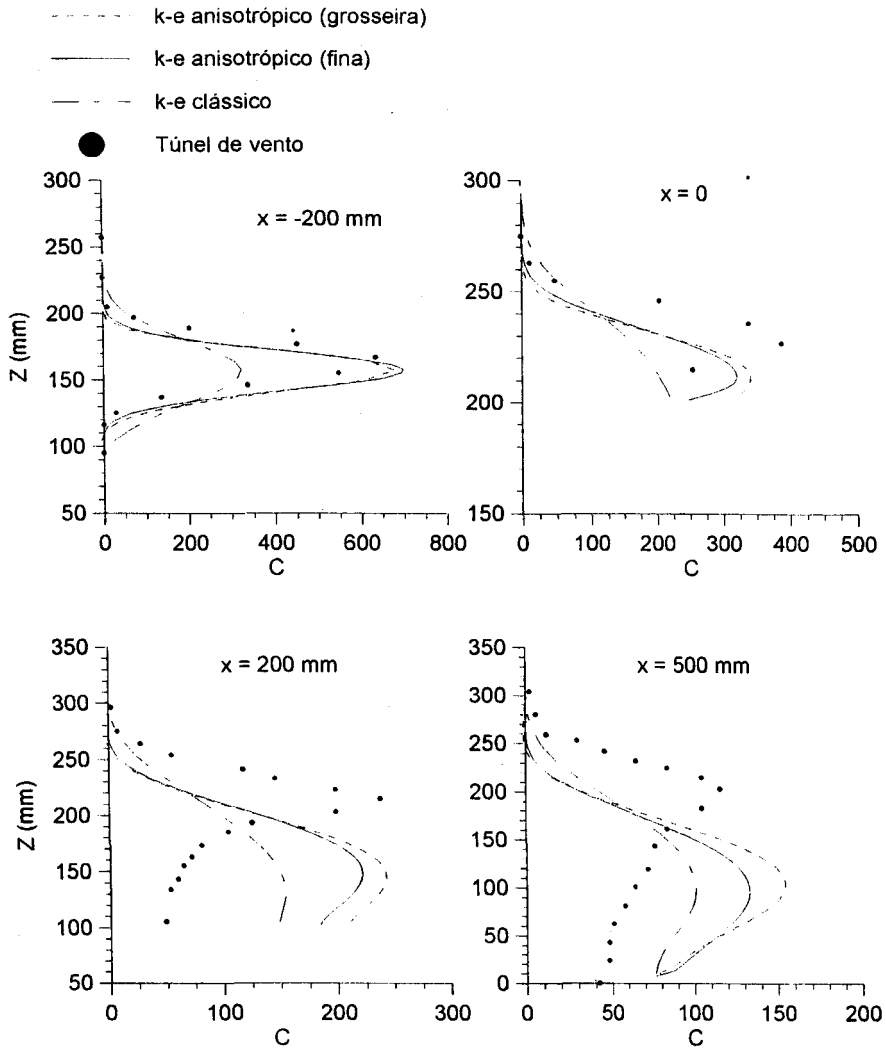 k-e anisotrópico (grosseira)
k-e anisotrópico (fina)
k-e clássico
Túnel de vento
x = -200 mm
Z (mm)
300
250
200
150
100
50
0 200 400 600 800
C
x = 0
300
250
200
150
0 100 200 300 400 500
C
x = 200 mm
Z (mm)
350
300
250
200
150
100
50
0 100 200 300
C
x = 500 mm
350
300
250
200
150
100
50
0
0 50 100 150 200
C